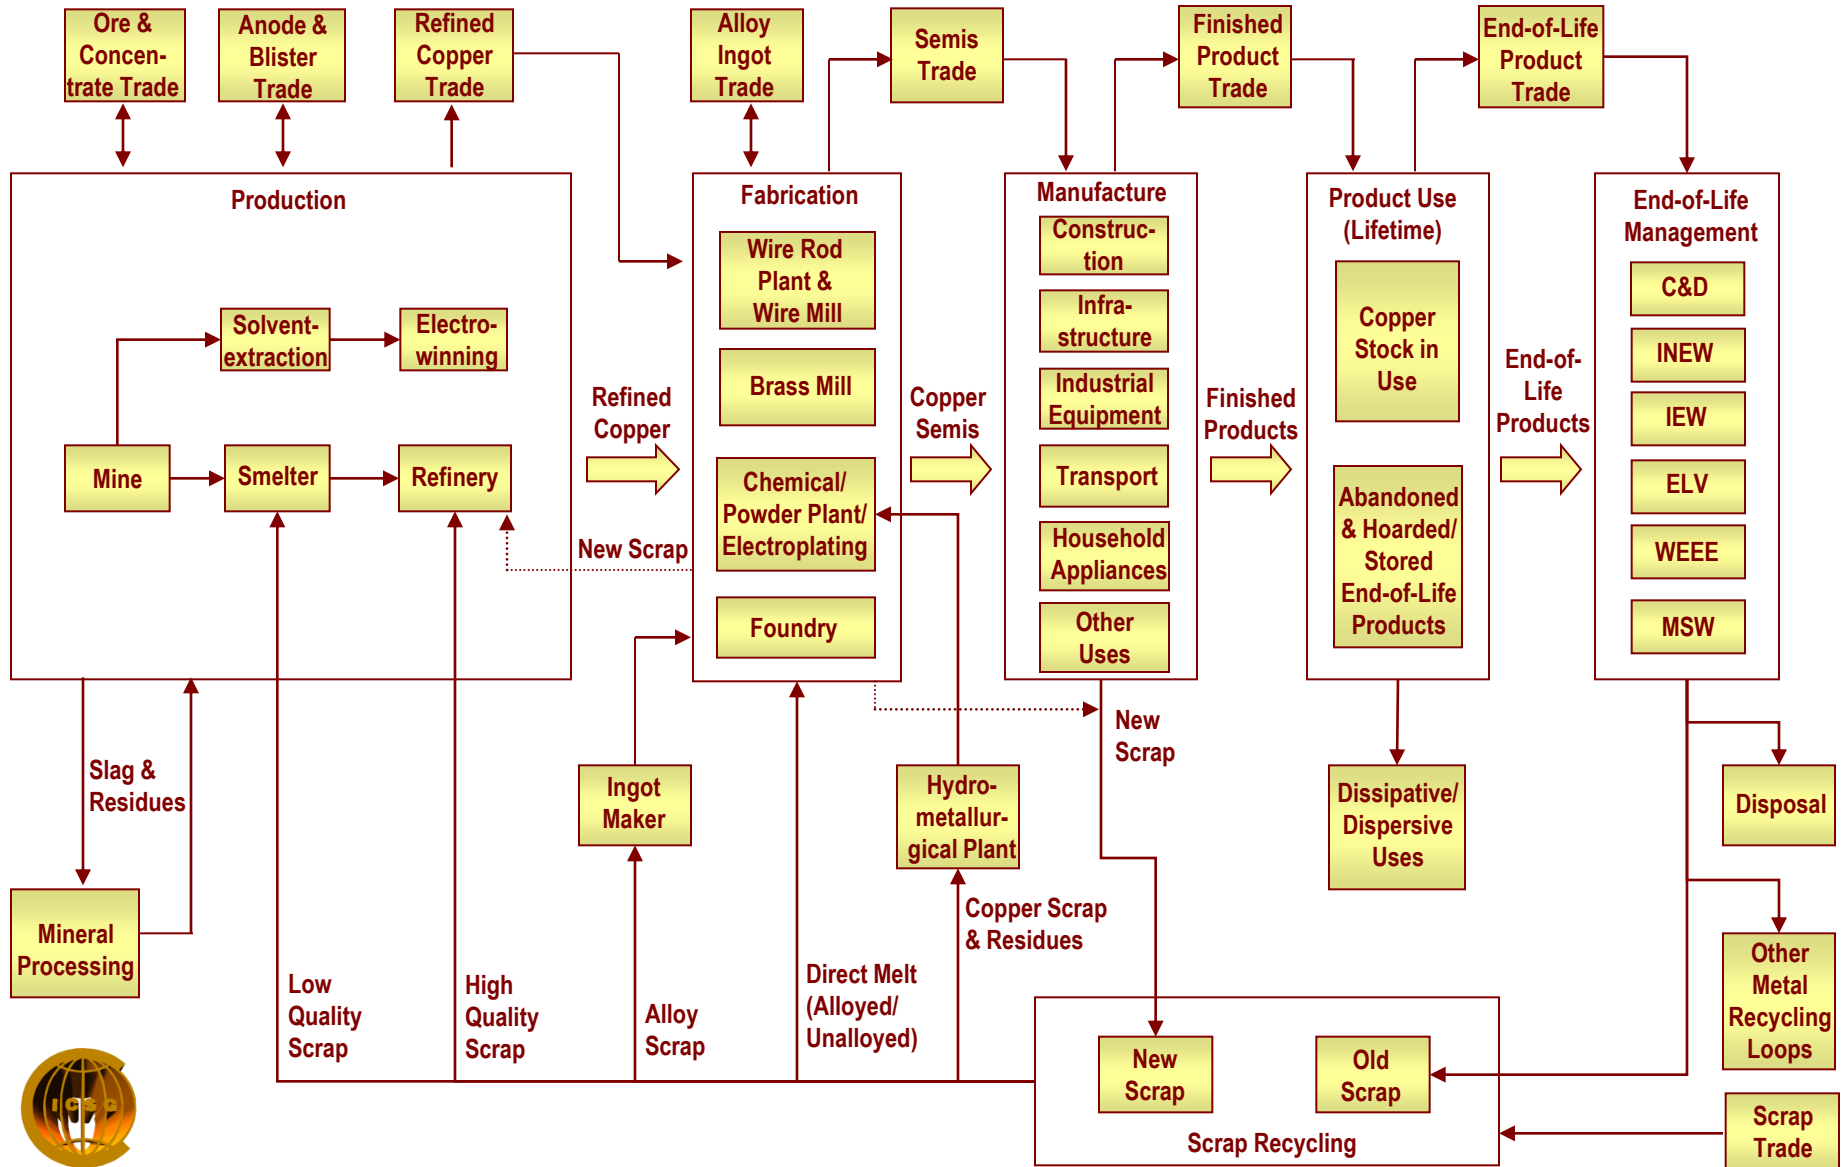 Ore &
Concen-
trate Trade
Anode &
Blister
Trade
Refined
Copper
Trade
Alloy
Ingot
Trade
Semis
Trade
Finished
Product
Trade
End-of-Life
Product
Trade
Production
Solvent-
extraction
Electro-
winning
Mine
Smelter
Refinery
Refined
Copper
New Scrap
Fabrication
Wire Rod
Plant &
Wire Mill
Brass Mill
Chemical/
Powder Plant/
Electroplating
Foundry
Copper
Semis
Manufacture
Construc-
tion
Infra-
structure
Industrial
Equipment
Transport
Household
Appliances
Other
Uses
Finished
Products
Product Use
(Lifetime)
Copper
Stock in
Use
Abandoned
& Hoarded/
Stored
End-of-Life
Products
End-of-
Life
Products
End-of-Life
Management
C&D
INEW
IEW
ELV
WEEE
MSW
Slag &
Residues
Mineral
Processing
Ingot
Maker
Hydro-
metallur-
gical Plant
New
Scrap
Dissipative/
Dispersive
Uses
Disposal
Other
Metal
Recycling
Loops
Low
Quality
Scrap
High
Quality
Scrap
Alloy
Scrap
Direct Melt
(Alloyed/
Unalloyed)
Copper Scrap
& Residues
New
Scrap
Old
Scrap
Scrap Recycling
Scrap
Trade
ICSG